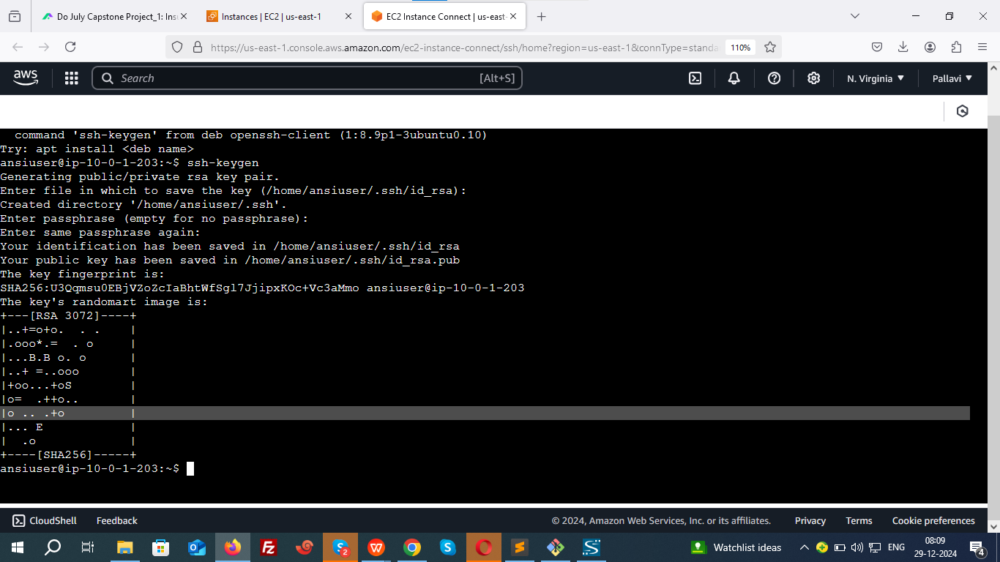 Do July Capstone Project_1: Insu
Instances | EC2 | us-east-1
EC2 Instance Connect | us-east-
https://us-east-1.console.aws.amazon.com/ec2-instance-connect/ssh/home?region=us-east-1&connType=standa
110%
aws
Search
[Alt+S]
N. Virginia
Pallavi
command 'ssh-keygen' from deb openssh-client (1:8.9p1-3ubuntu0.10)
Try: apt install <deb name>
ansiuser@ip-10-0-1-203:~$ ssh-keygen
Generating public/private rsa key pair.
Enter file in which to save the key (/home/ansiuser/.ssh/id_rsa):
Created directory '/home/ansiuser/.ssh'.
Enter passphrase (empty for no passphrase):
Enter same passphrase again:
Your identification has been saved in /home/ansiuser/.ssh/id_rsa
Your public key has been saved in /home/ansiuser/.ssh/id_rsa.pub
The key fingerprint is:
SHA256:U3Qqmsu0EBjVZoZcIaBhtWfSgl7JjipxKOc+Vc3aMmo ansiuser@ip-10-0-1-203
The key's randomart image is:
+---[RSA 3072]----+
|..+=o+o.  . .    |
|.ooo*.=  . o     |
|...B.B o. o      |
|..+ =..ooo       |
|+oo...+oS        |
|o=  .++o..       |
|o .. .+o         |
|... E            |
|  .o             |
+----[SHA256]-----+
ansiuser@ip-10-0-1-203:~$
CloudShell
Feedback
© 2024, Amazon Web Services, Inc. or its affiliates.
Privacy
Terms
Cookie preferences
2
Watchlist ideas
ENG
08:09
29-12-2024
4